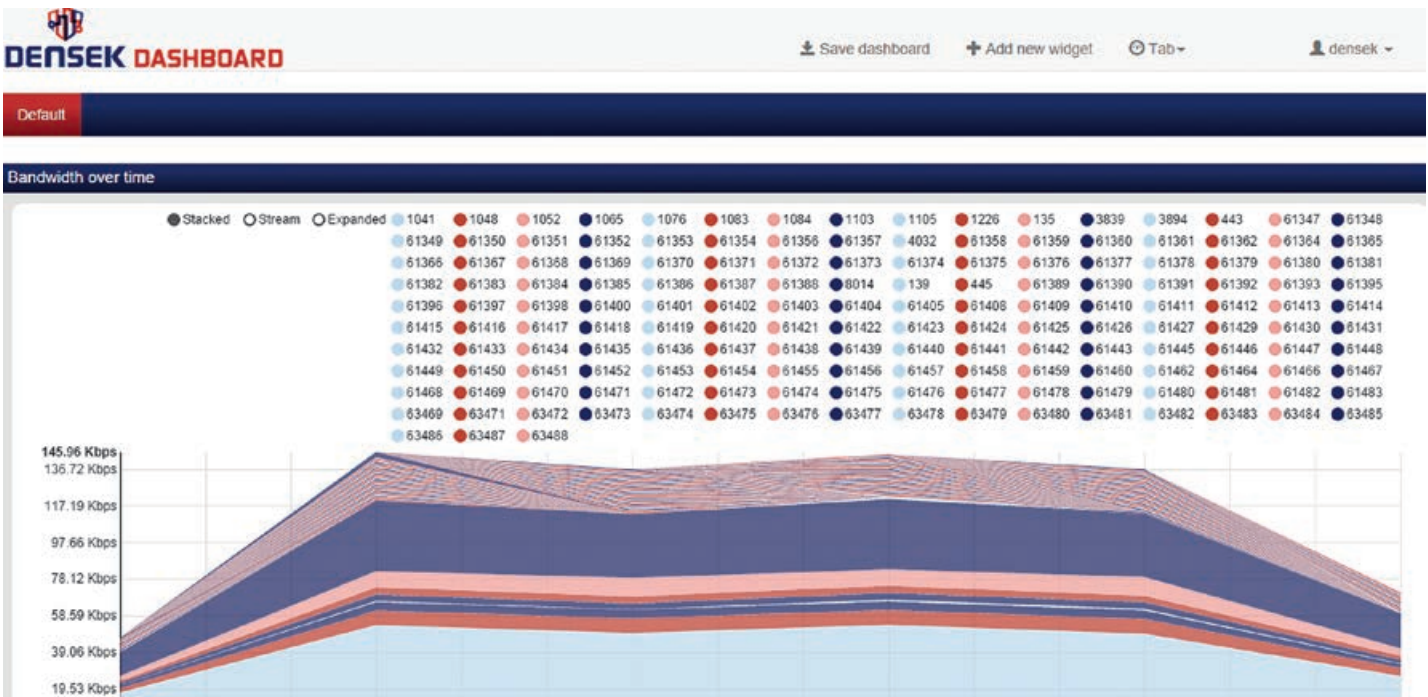 DENSEK DASHBOARD
Save dashboard Add new widget Tab densek
Default
Bandwidth over time
Stacked Stream Expanded 1041 1048 1052 1065 1076 1083 1084 1103 1105 1226 135 3839 3894 443 61347 61348
61349 61350 61351 61352 61353 61354 61356 61357 4032 61358 61359 61360 61361 61362 61364 61365
61366 61367 61368 61369 61370 61371 61372 61373 61374 61375 61376 61377 61378 61379 61380 61381
61382 61383 61384 61385 61386 61387 61388 8014 139 445 61389 61390 61391 61392 61393 61395
61396 61397 61398 61400 61401 61402 61403 61404 61405 61408 61409 61410 61411 61412 61413 61414
61415 61416 61417 61418 61419 61420 61421 61422 61423 61424 61425 61426 61427 61429 61430 61431
61432 61433 61434 61435 61436 61437 61438 61439 61440 61441 61442 61443 61445 61446 61447 61448
61449 61450 61451 61452 61453 61454 61455 61456 61457 61458 61459 61460 61462 61464 61466 61467
61468 61469 61470 61471 61472 61473 61474 61475 61476 61477 61478 61479 61480 61481 61482 61483
63469 63471 63472 63473 63474 63475 63476 63477 63478 63479 63480 63481 63482 63483 63484 63485
63486 63487 63488
145.96 Kbps
136.72 Kbps
117.19 Kbps
97.66 Kbps
78.12 Kbps
58.59 Kbps
39.06 Kbps
19.53 Kbps